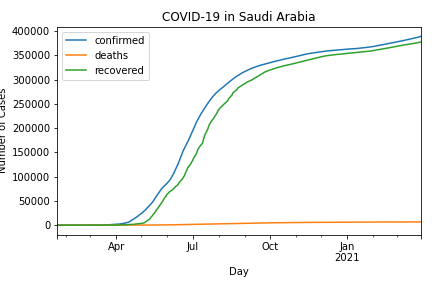 COVID-19 in Saudi Arabia
400000
350000
300000
250000
200000
150000
100000
50000
0
Number of Cases
confirmed
deaths
recovered
Apr
Jul
Oct
Jan
2021
Day